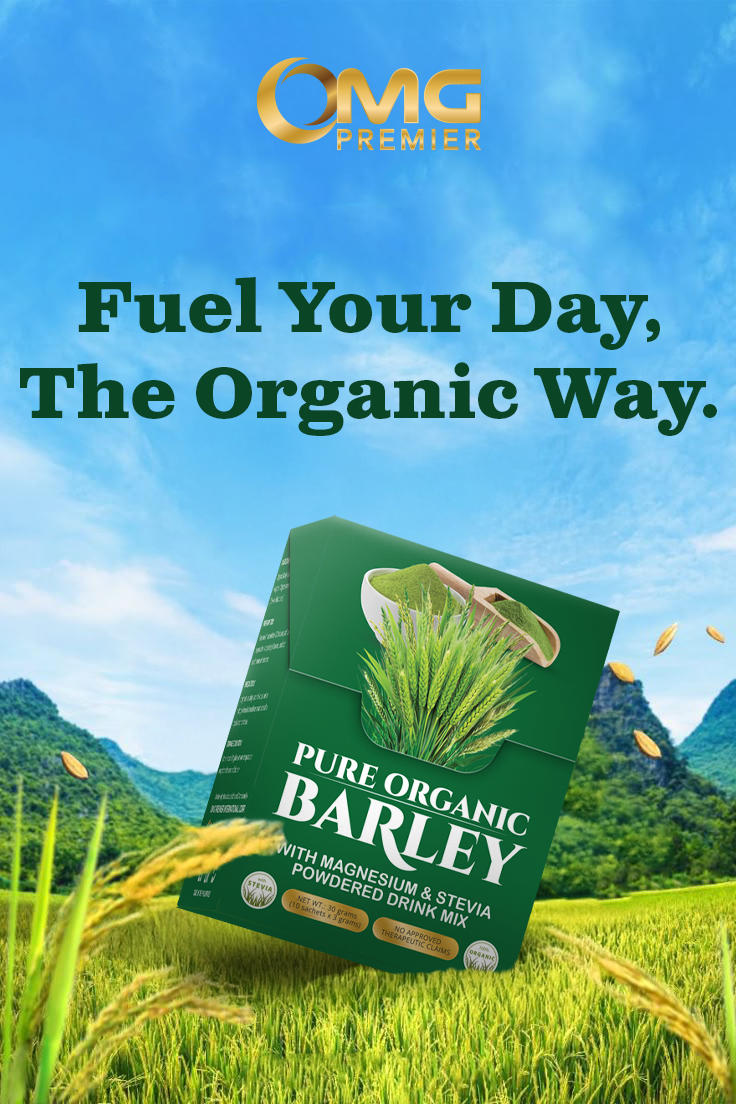 OMG
PREMIER
Fuel Your Day,
The Organic Way.
PURE ORGANIC
BARLEY
WITH MAGNESIUM & STEVIA
POWDERED DRINK MIX
STEVIA
NET WT.: 30 grams
(10 sachets x 3 grams)
NO APPROVED
THERAPEUTIC CLAIMS
ORGANIC